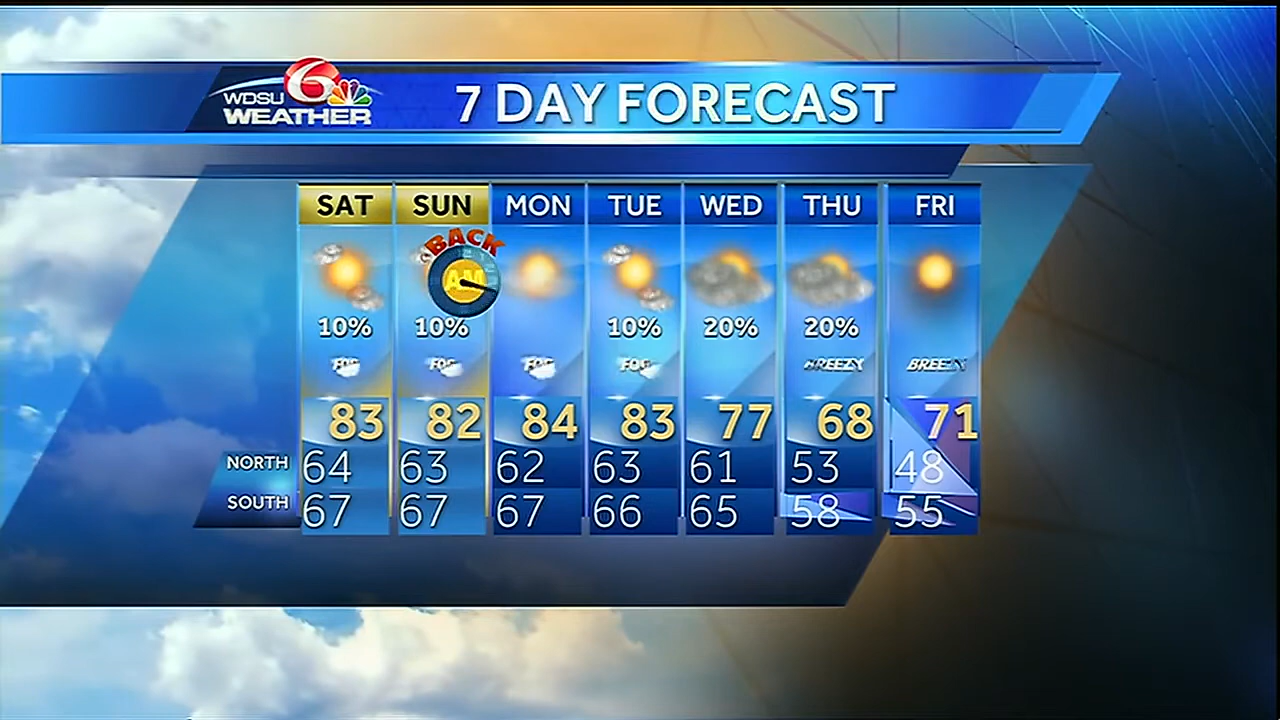 WDSU 6
WEATHER
7 DAY FORECAST
SAT SUN MON TUE WED THU FRI
BACK
AM
10% 10% 10% 20% 20%
FOG FOG FOG FOG BREEZY BREEZY
83 82 84 83 77 68 71
NORTH 64 63 62 63 61 53 48
SOUTH 67 67 67 66 65 58 55